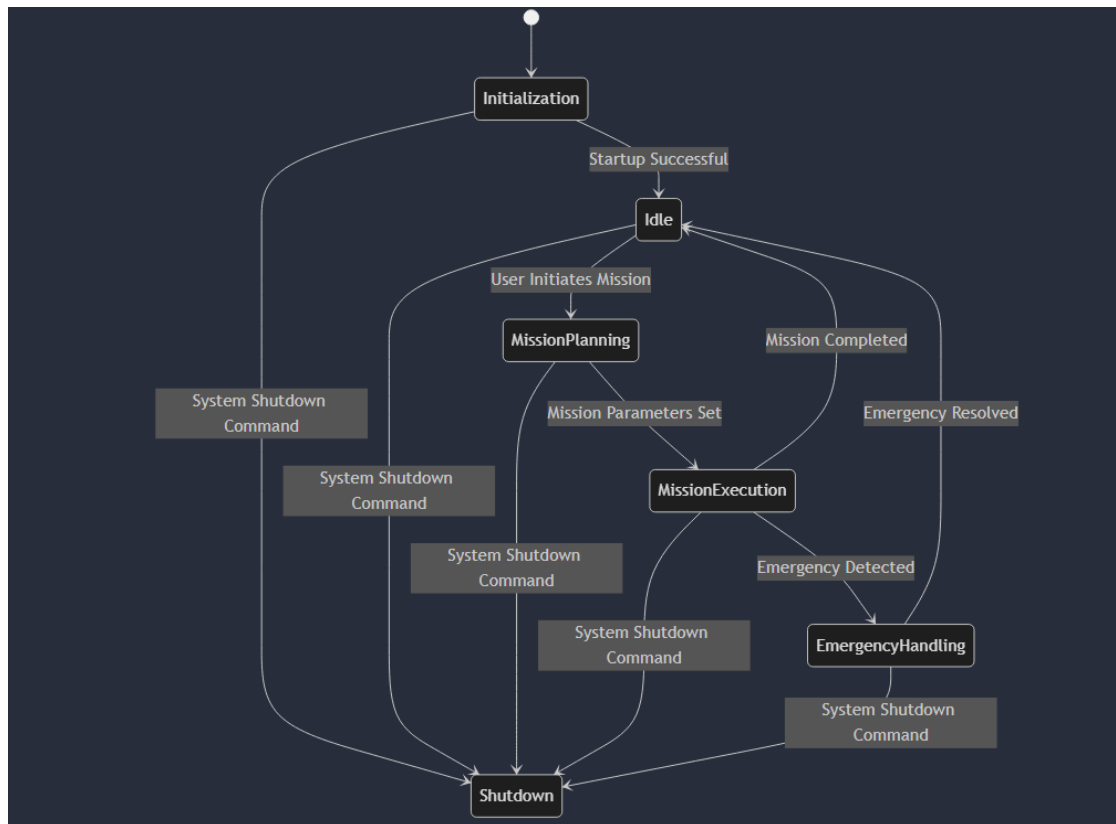 Initialization
Startup Successful
Idle
User Initiates Mission
MissionPlanning
Mission Completed
System Shutdown
Command
Mission Parameters Set
Emergency Resolved
System Shutdown
Command
MissionExecution
System Shutdown
Command
Emergency Detected
System Shutdown
Command
EmergencyHandling
System Shutdown
Command
Shutdown